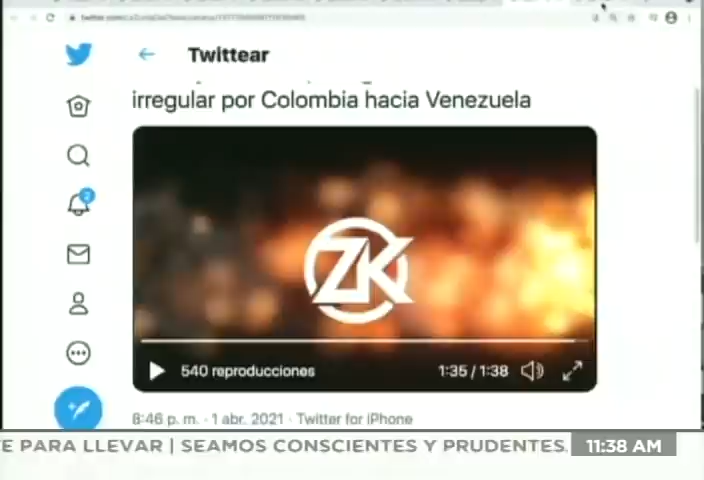 Twittear
irregular por Colombia hacia Venezuela
2
ZK
540 reproducciones
1:35 / 1:38
8:46 p. m. · 1 abr. 2021 · Twitter for iPhone
PARA LLEVAR | SEAMOS CONSCIENTES Y PRUDENTES.
11:38 AM